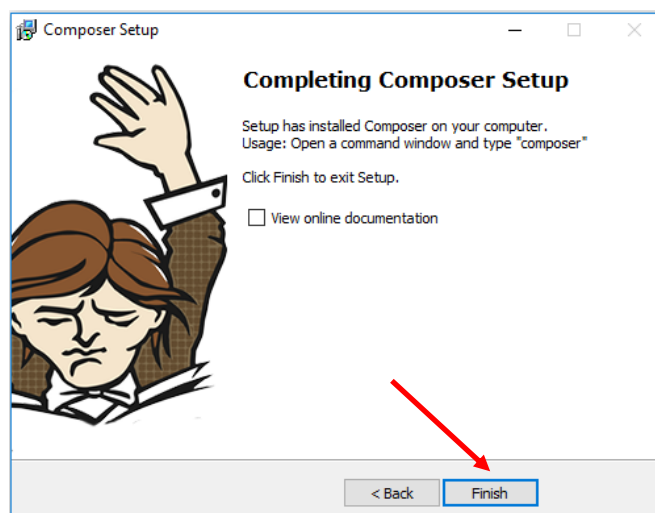 Composer Setup
Completing Composer Setup
Setup has installed Composer on your computer.
Usage: Open a command window and type "composer"
Click Finish to exit Setup.
View online documentation
< Back
Finish